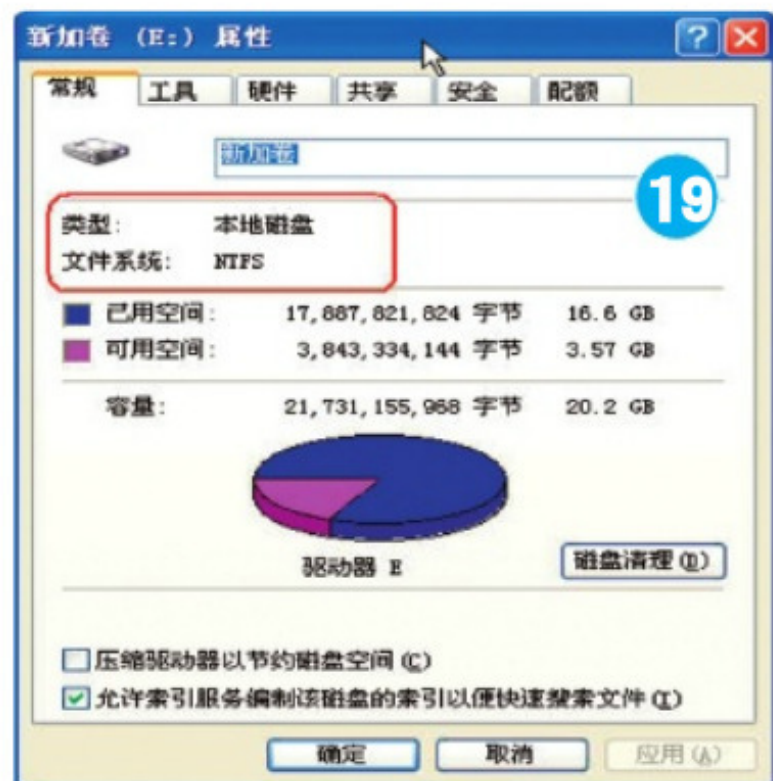 新加卷 (E:) 属性
常规 工具 硬件 共享 安全 配额
新加卷
19
类型: 本地磁盘
文件系统: NTFS
已用空间: 17,887,821,824 字节 16.6 GB
可用空间: 3,843,334,144 字节 3.57 GB
容量: 21,731,155,968 字节 20.2 GB
驱动器 E
磁盘清理(D)
压缩驱动器以节约磁盘空间(C)
允许索引服务编制该磁盘的索引以便快速搜索文件(I)
确定 取消 应用(A)